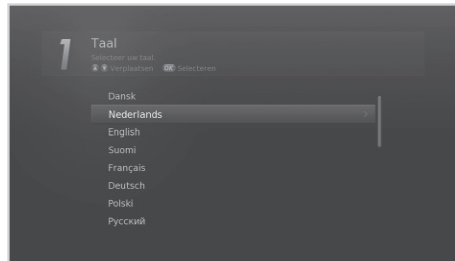 1
Taal
Selecteer uw taal.
Verplaatsen OK Selecteren
Dansk
Nederlands
English
Suomi
Français
Deutsch
Polski
Русский